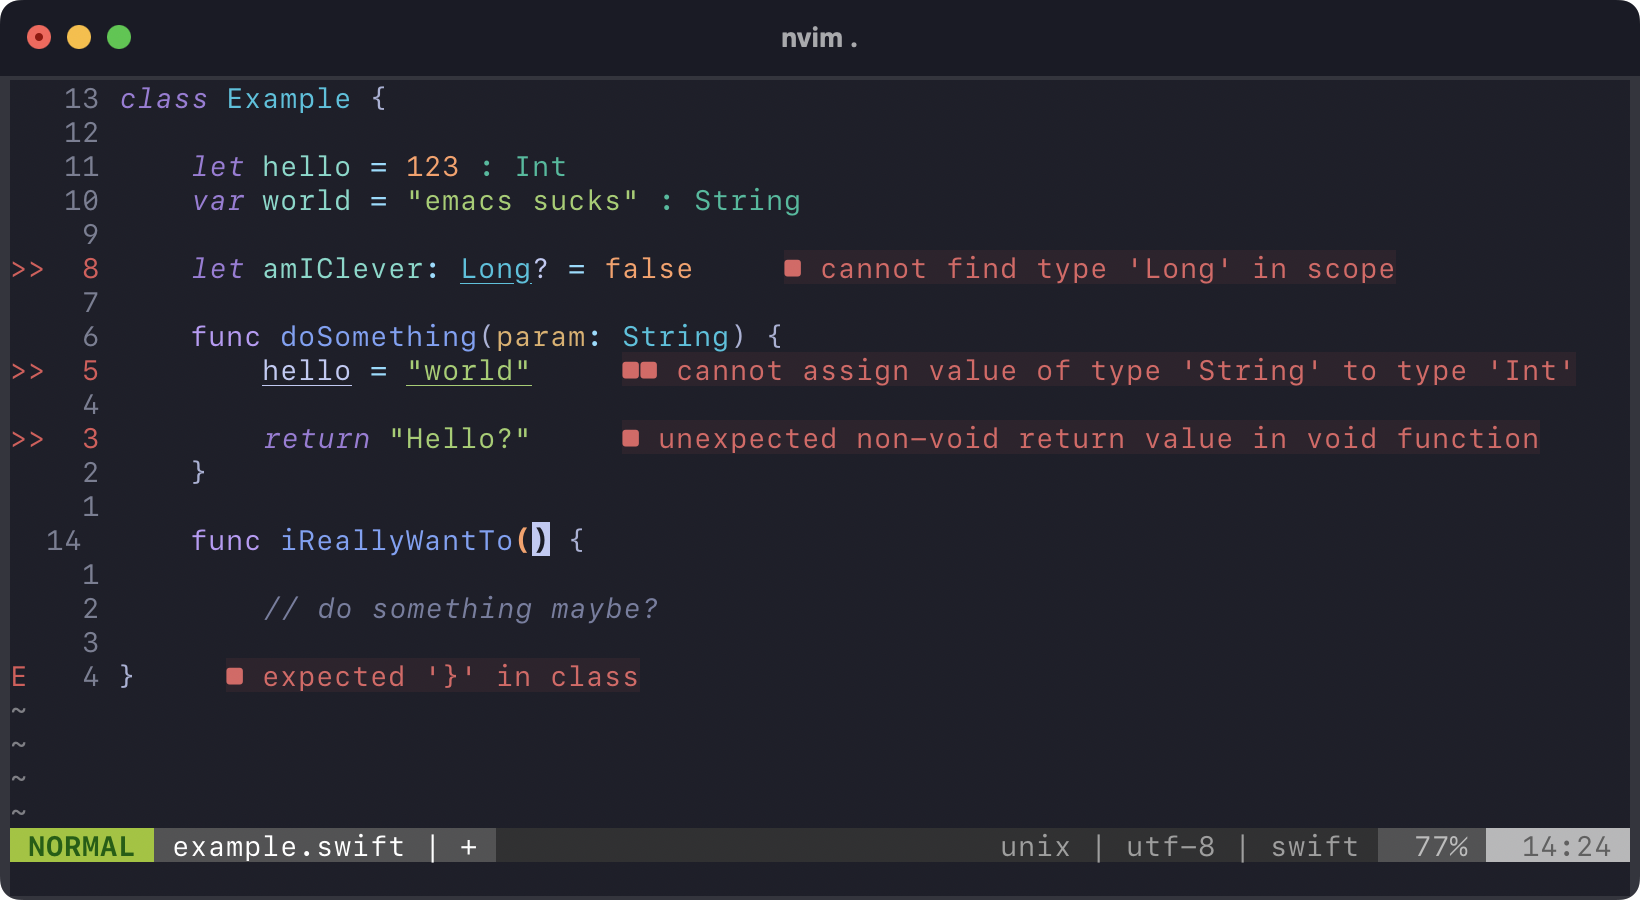 nvim .
13 class Example {
12
11 let hello = 123 : Int
10 var world = "emacs sucks" : String
9
>> 8 let amIClever: Long? = false ■ cannot find type 'Long' in scope
7
6 func doSomething(param: String) {
>> 5 hello = "world" ■■ cannot assign value of type 'String' to type 'Int'
4
>> 3 return "Hello?" ■ unexpected non-void return value in void function
2 }
1
14 func iReallyWantTo() {
1
2 // do something maybe?
3
E 4 } ■ expected '}' in class
~
~
~
~
NORMAL example.swift | + unix | utf-8 | swift 77% 14:24